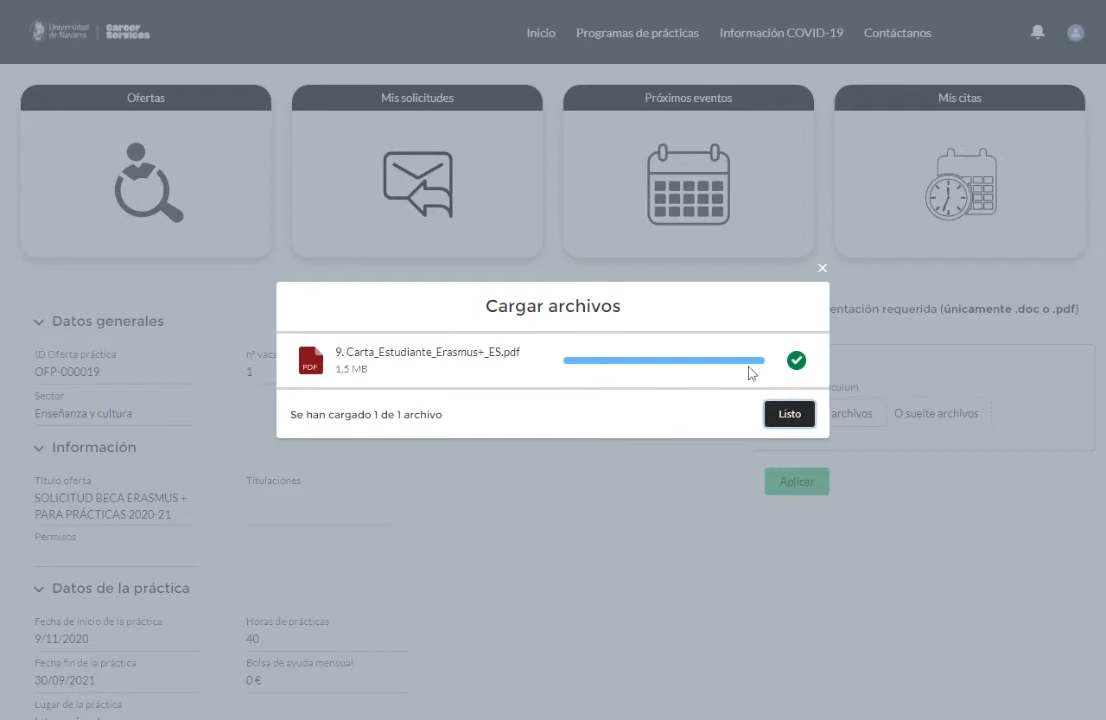 Universidad
de Navarra
Career
Services
Inicio
Programas de prácticas
Información COVID-19
Contáctanos
Ofertas
Mis solicitudes
Próximos eventos
Mis citas
Cargar archivos
PDF
9. Carta_Estudiante_Erasmus+_ES.pdf
1,5 MB
Se han cargado 1 de 1 archivo
Listo
entación requerida (únicamente .doc o .pdf)
archivos
O suelte archivos
Aplicar
Datos generales
ID Oferta práctica
OFP-000019
nº vaca
1
Sector
Enseñanza y cultura
Información
Título oferta
SOLICITUD BECA ERASMUS +
PARA PRÁCTICAS 2020-21
Titulaciones
Permisos
Datos de la práctica
Fecha de inicio de la práctica
9/11/2020
Horas de prácticas
40
Fecha fin de la práctica
30/09/2021
Bolsa de ayuda mensual
0 €
Lugar de la práctica